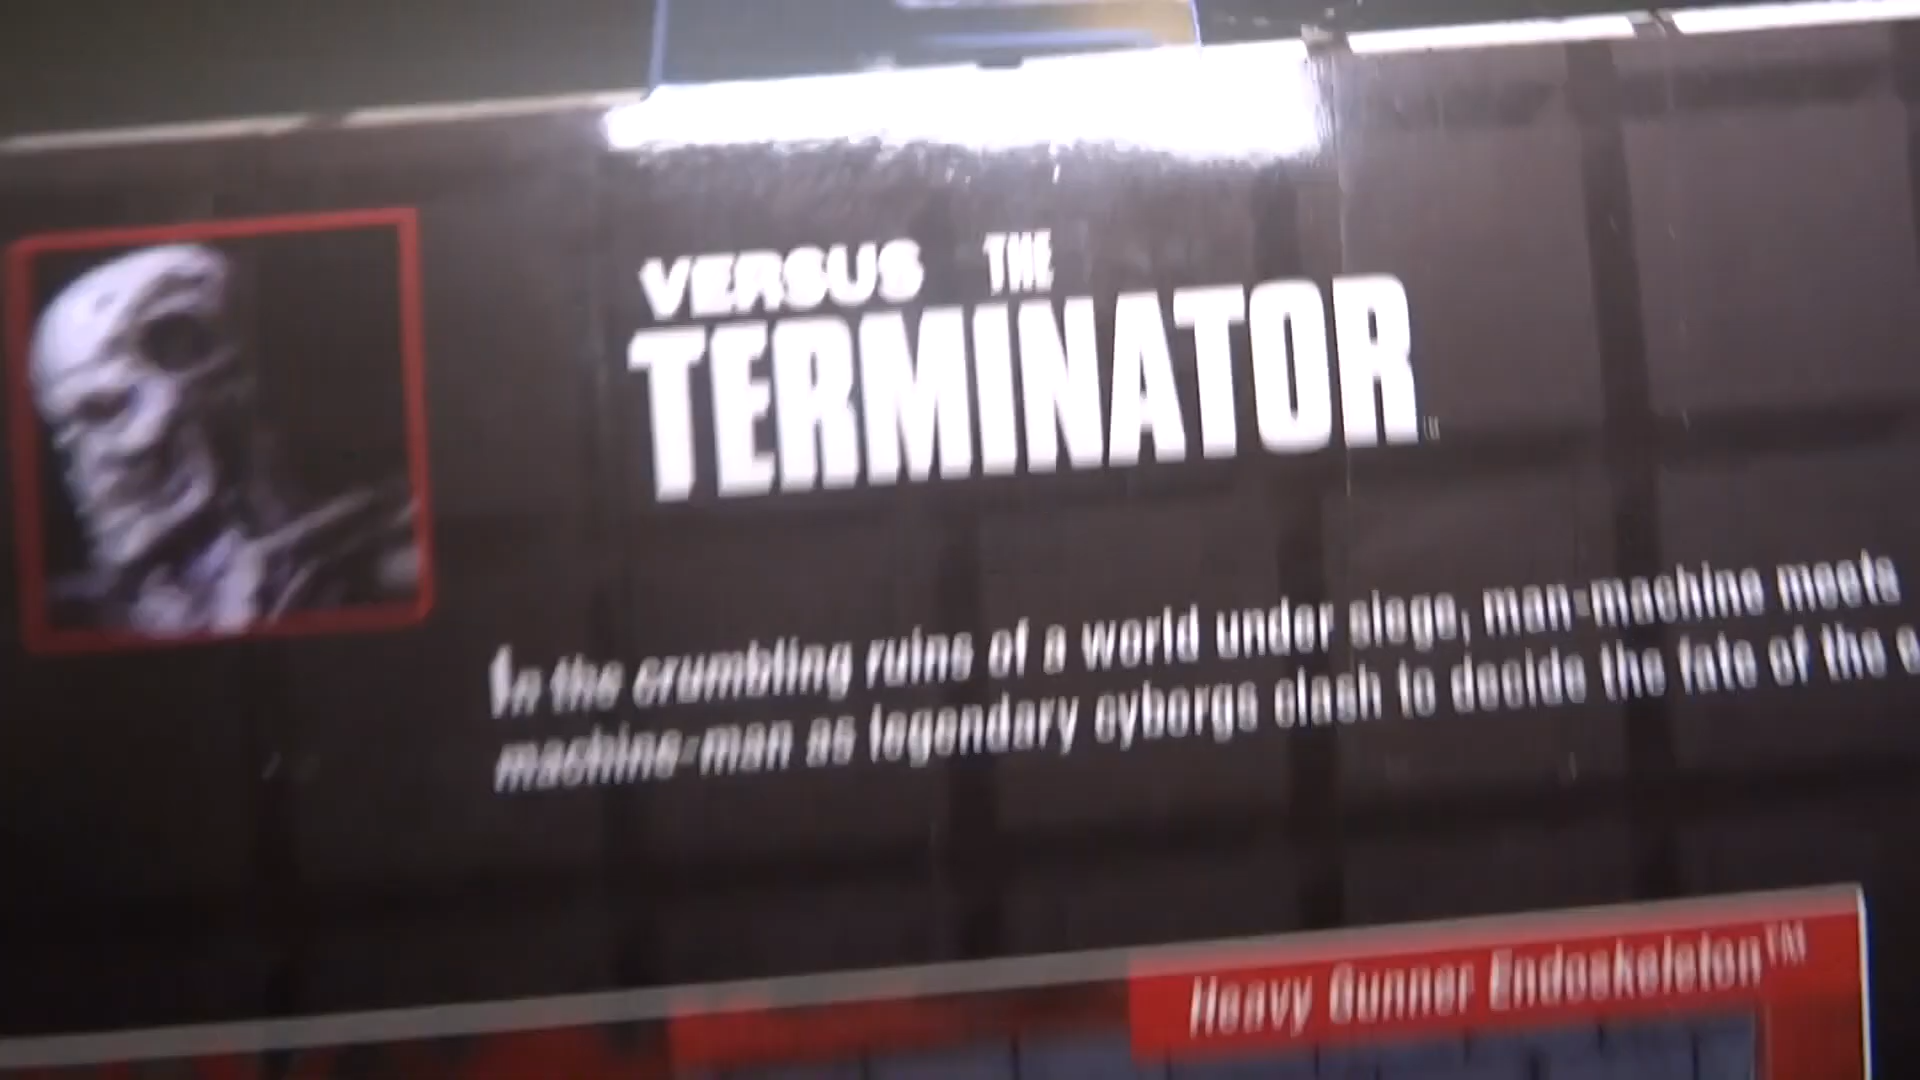 VERSUS THE
TERMINATOR
In the crumbling ruins of a world under siege, man-machine meets
machine-man as legendary cyborgs clash to decide the fate of the
Heavy Gunner Endoskeleton™